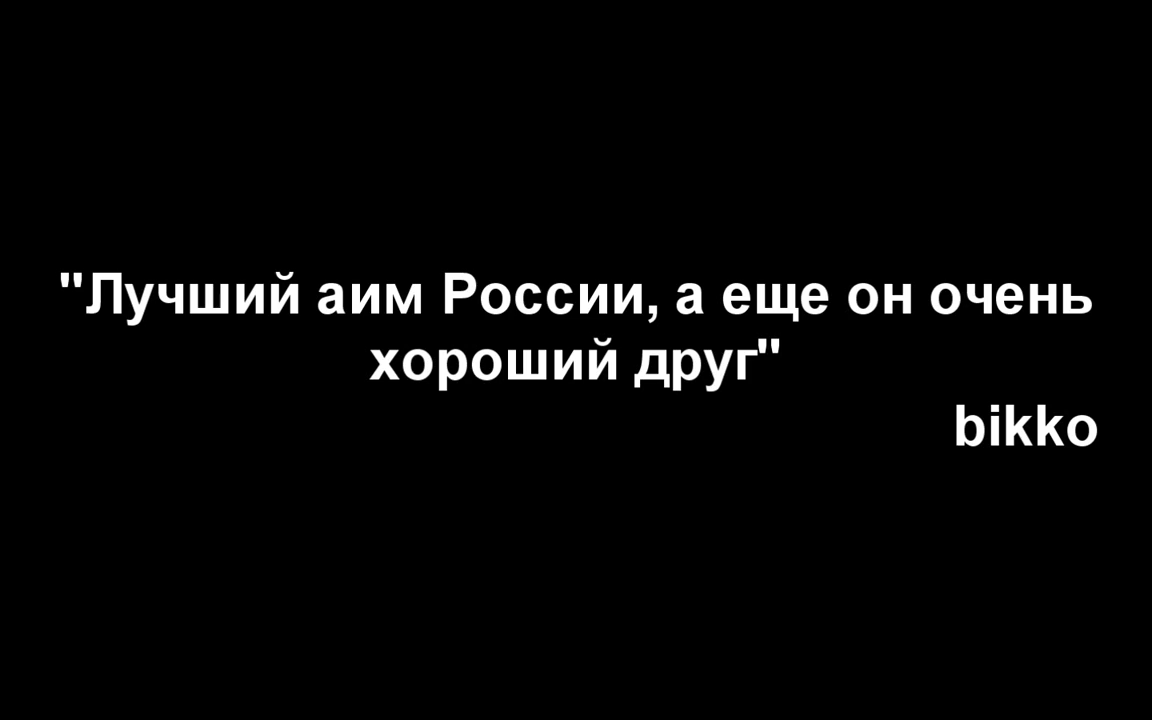 "Лучший аим России, а еще он очень
хороший друг"
bikko